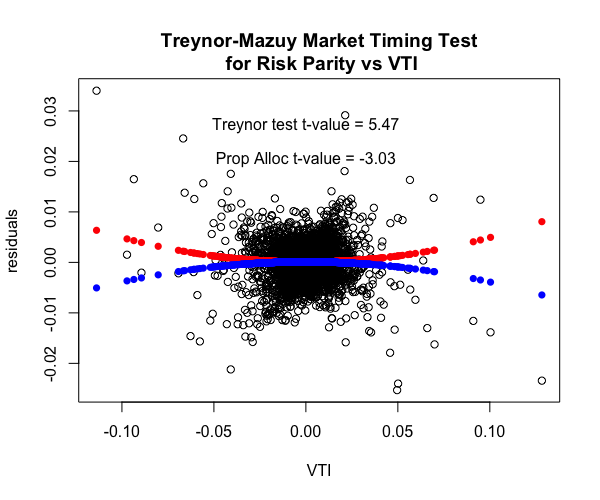 Treynor-Mazuy Market Timing Test
for Risk Parity vs VTI
Treynor test t-value = 5.47
Prop Alloc t-value = -3.03
residuals
0.03
0.02
0.01
0.00
-0.01
-0.02
-0.10
-0.05
0.00
0.05
0.10
VTI